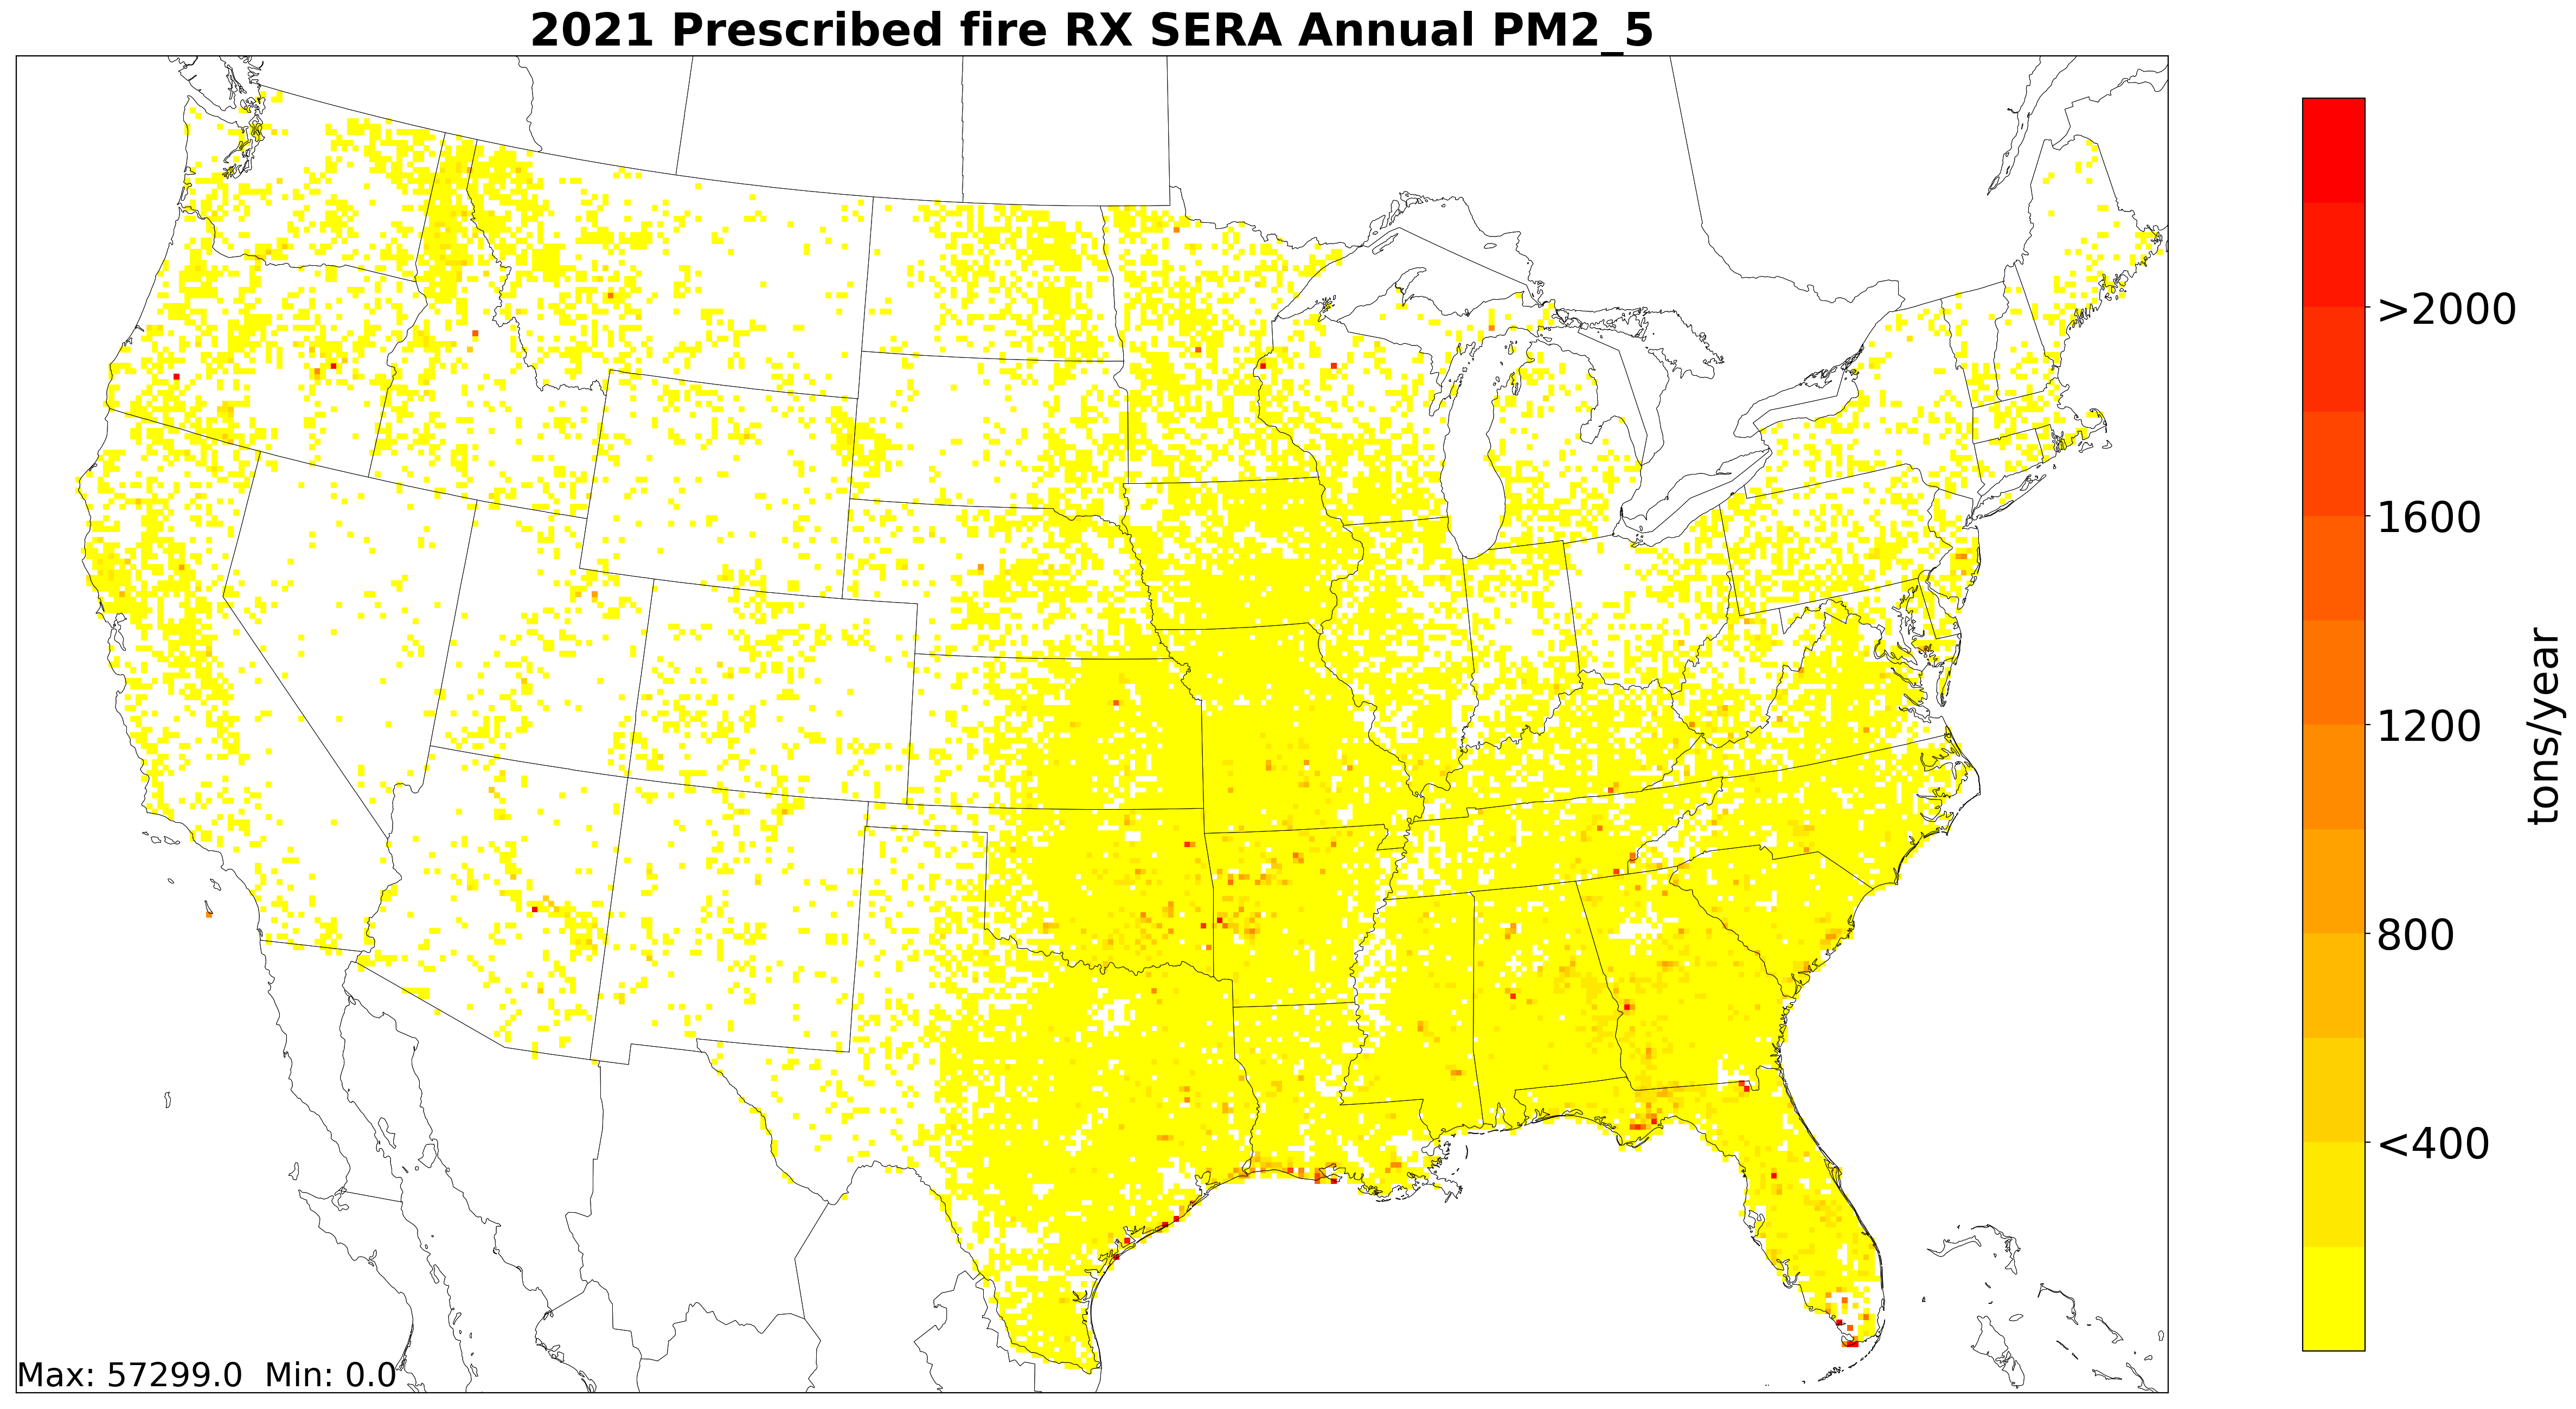 2021 Prescribed fire RX SERA Annual PM2_5
>2000
1600
1200
800
<400
tons/year
Max: 57299.0  Min: 0.0